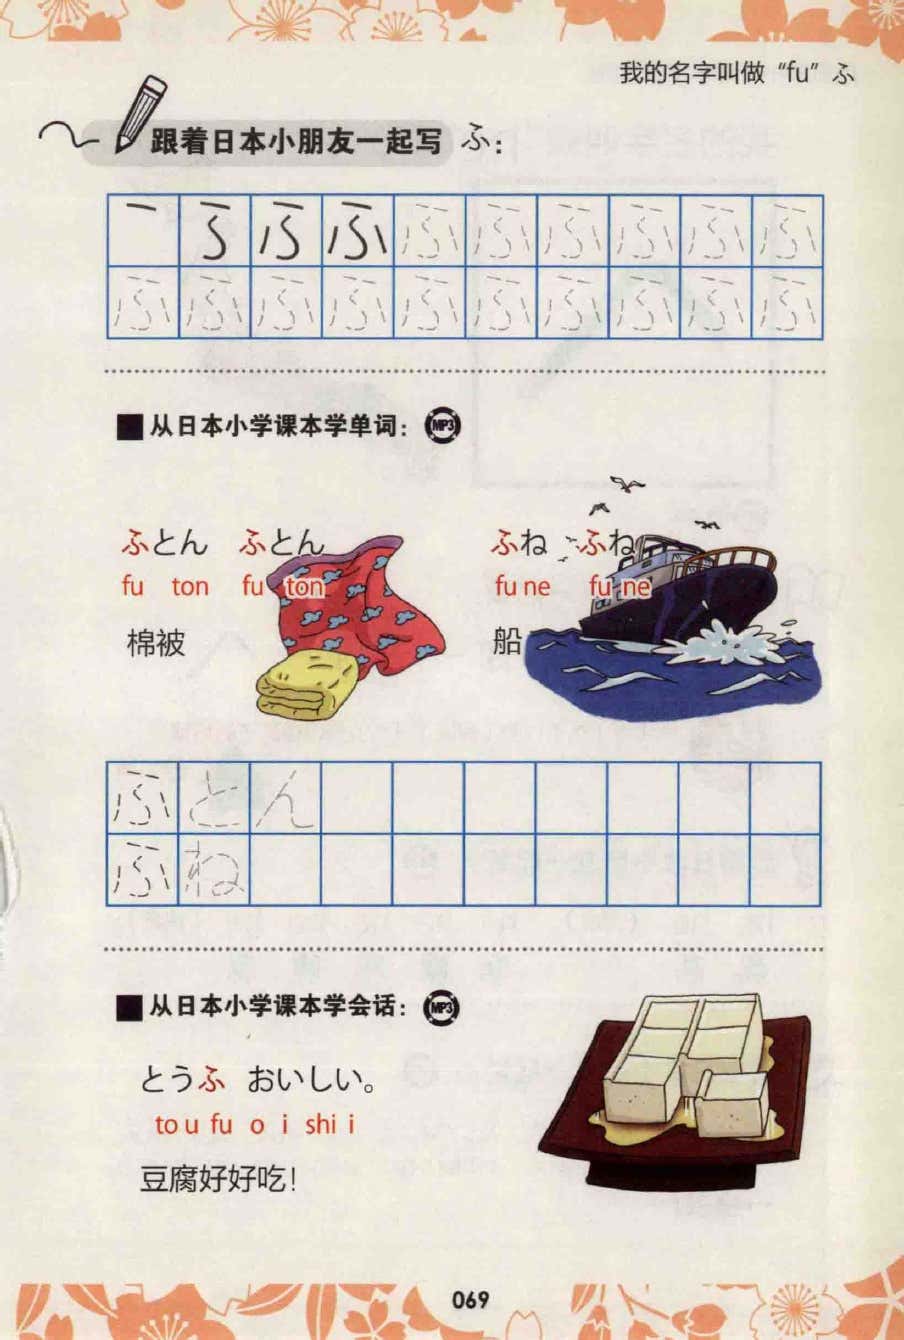 我的名字叫做“fu”ふ
跟着日本小朋友一起写 ふ:
ふ ふ ふ ふ ふ ふ ふ
ふ ふ ふ ふ ふ ふ ふ ふ ふ ふ
■从日本小学课本学单词: MP3
ふとん ふとん ふね ふね
fu ton fu ton fu ne fu ne
棉被 船
ふとん
ふね
■从日本小学课本学会话: MP3
とうふ おいしい。
to u fu o i shi i
豆腐好好吃!
069